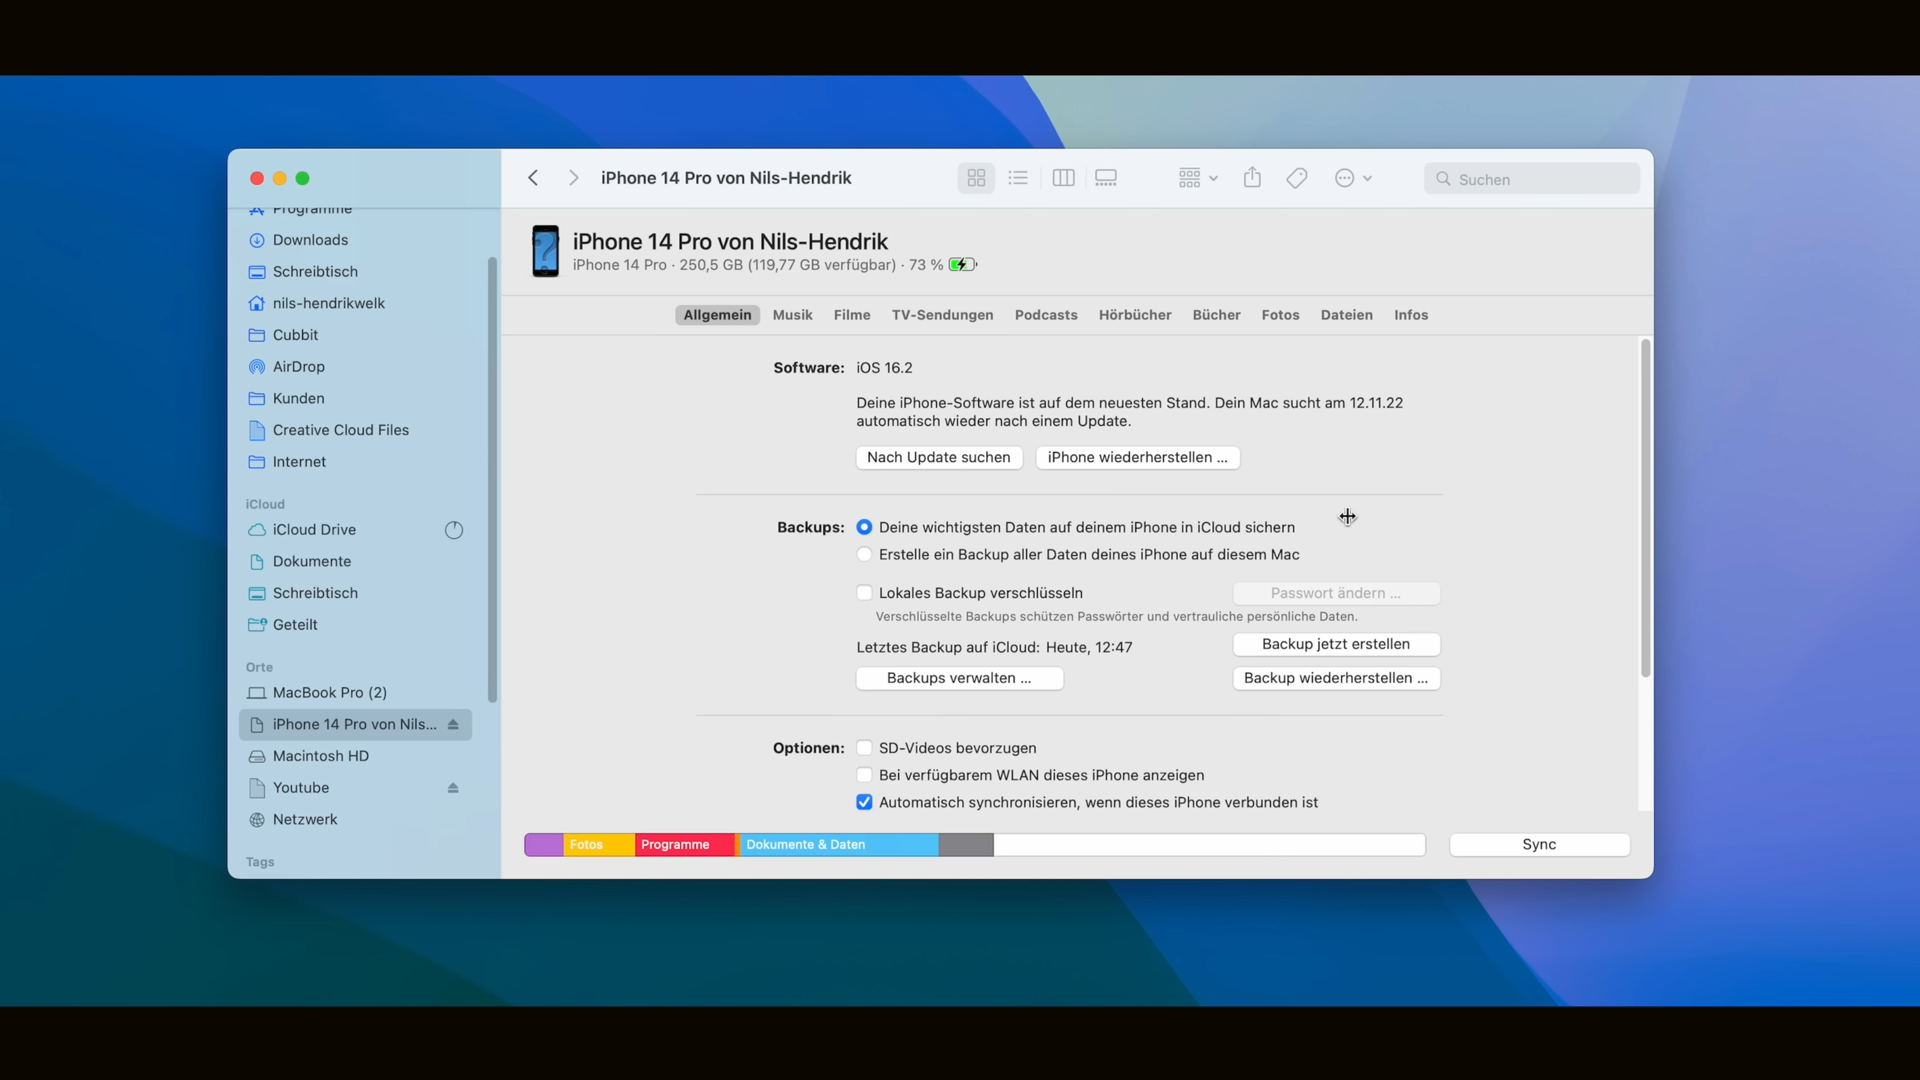 iPhone 14 Pro von Nils-Hendrik
Suchen
Programme
Downloads
Schreibtisch
nils-hendrikwelk
Cubbit
AirDrop
Kunden
Creative Cloud Files
Internet
iCloud
iCloud Drive
Dokumente
Schreibtisch
Geteilt
Orte
MacBook Pro (2)
iPhone 14 Pro von Nils...
Macintosh HD
Youtube
Netzwerk
Tags
iPhone 14 Pro von Nils-Hendrik
iPhone 14 Pro · 250,5 GB (119,77 GB verfügbar) · 73 %
Allgemein Musik Filme TV-Sendungen Podcasts Hörbücher Bücher Fotos Dateien Infos
Software: iOS 16.2
Deine iPhone-Software ist auf dem neuesten Stand. Dein Mac sucht am 12.11.22
automatisch wieder nach einem Update.
Nach Update suchen iPhone wiederherstellen ...
Backups: Deine wichtigsten Daten auf deinem iPhone in iCloud sichern
Erstelle ein Backup aller Daten deines iPhone auf diesem Mac
Lokales Backup verschlüsseln Passwort ändern ...
Verschlüsselte Backups schützen Passwörter und vertrauliche persönliche Daten.
Letztes Backup auf iCloud: Heute, 12:47 Backup jetzt erstellen
Backups verwalten ... Backup wiederherstellen ...
Optionen: SD-Videos bevorzugen
Bei verfügbarem WLAN dieses iPhone anzeigen
Automatisch synchronisieren, wenn dieses iPhone verbunden ist
Fotos Programme Dokumente & Daten Sync